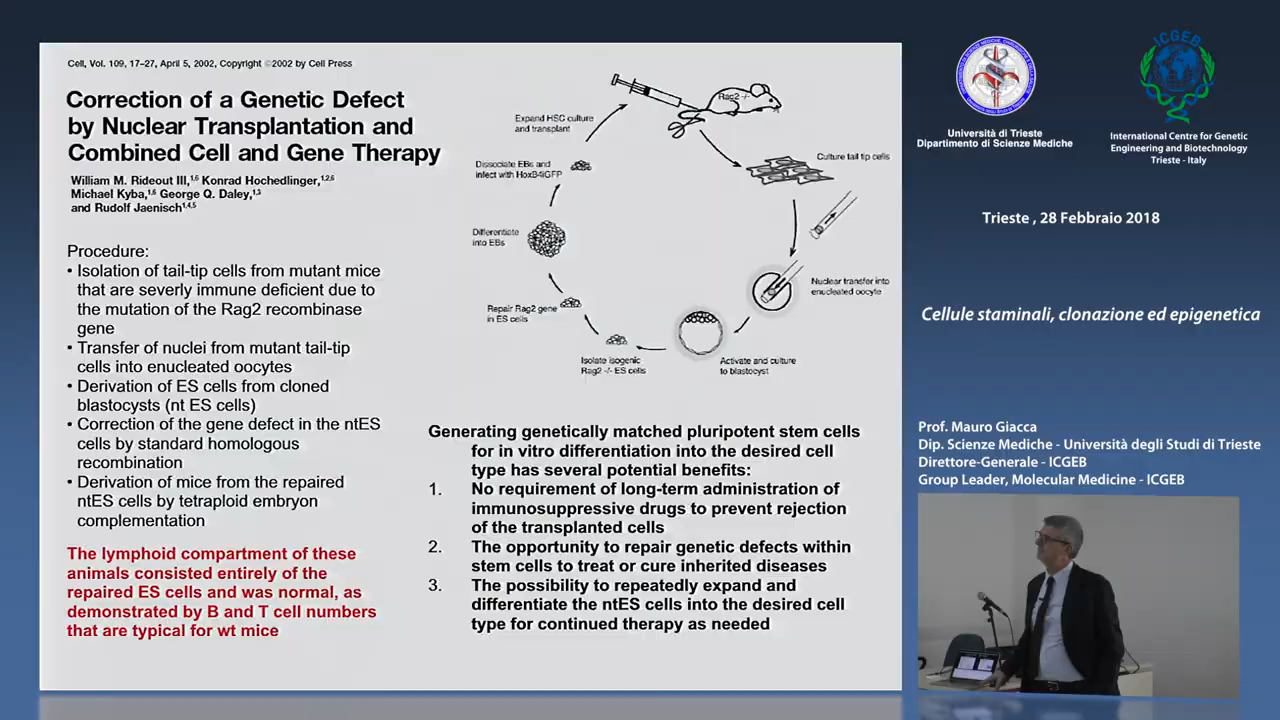 Cell, Vol. 109, 17–27, April 5, 2002, Copyright ©2002 by Cell Press
Correction of a Genetic Defect
by Nuclear Transplantation and
Combined Cell and Gene Therapy
William M. Rideout III,1,6 Konrad Hochedlinger,1,2,6
Michael Kyba,1,6 George Q. Daley,1,3
and Rudolf Jaenisch1,4,5
Procedure:
• Isolation of tail-tip cells from mutant mice
that are severly immune deficient due to
the mutation of the Rag2 recombinase
gene
• Transfer of nuclei from mutant tail-tip
cells into enucleated oocytes
• Derivation of ES cells from cloned
blastocysts (nt ES cells)
• Correction of the gene defect in the ntES
cells by standard homologous
recombination
• Derivation of mice from the repaired
ntES cells by tetraploid embryon
complementation
The lymphoid compartment of these
animals consisted entirely of the
repaired ES cells and was normal, as
demonstrated by B and T cell numbers
that are typical for wt mice
Rag2 -/-
Culture tail tip cells
Nuclear transfer into
enucleated oocyte
Activate and culture
to blastocyst
Isolate isogenic
Rag2 -/- ES cells
Repair Rag2 gene
in ES cells
Differentiate
into EBs
Dissociate EBs and
infect with HoxB4iGFP
Expand HSC culture
and transplant
Generating genetically matched pluripotent stem cells
for in vitro differentiation into the desired cell
type has several potential benefits:
1. No requirement of long-term administration of
immunosuppressive drugs to prevent rejection
of the transplanted cells
2. The opportunity to repair genetic defects within
stem cells to treat or cure inherited diseases
3. The possibility to repeatedly expand and
differentiate the ntES cells into the desired cell
type for continued therapy as needed
Università di Trieste
Dipartimento di Scienze Mediche
ICGEB
International Centre for Genetic
Engineering and Biotechnology
Trieste - Italy
Trieste , 28 Febbraio 2018
Cellule staminali, clonazione ed epigenetica
Prof. Mauro Giacca
Dip. Scienze Mediche - Università degli Studi di Trieste
Direttore-Generale - ICGEB
Group Leader, Molecular Medicine - ICGEB